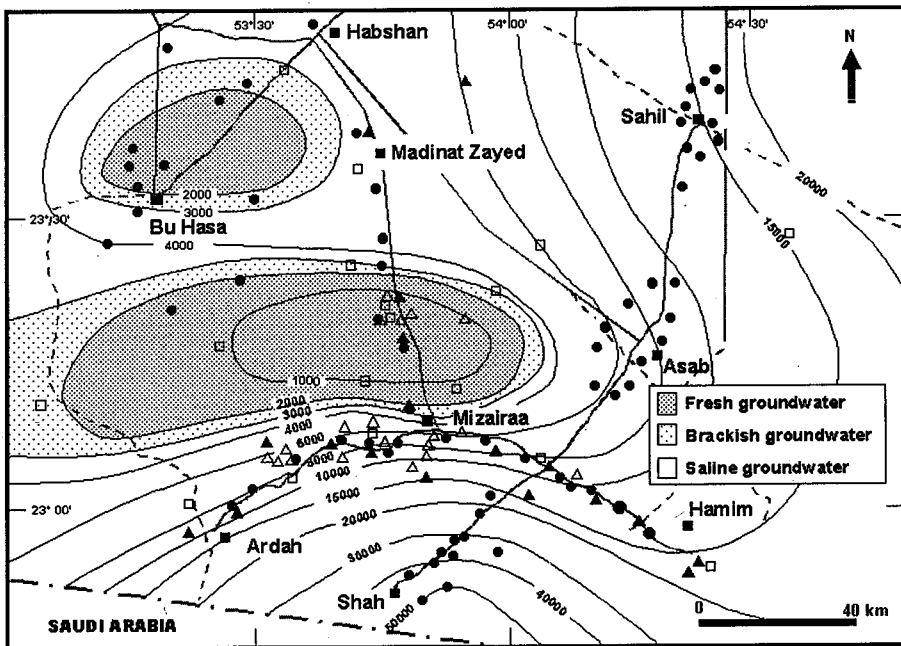 53° 30'
54° 00'
54° 30'
Habshan
N
Sahil
Madinat Zayed
20000
2000
3000
23° 30'
Bu Hasa
4000
15000
Asab
1000
2000
3000
4000
6000
8000
10000
15000
20000
30000
40000
50000
Mizairaa
Fresh groundwater
Brackish groundwater
Saline groundwater
23° 00'
Hamim
Ardah
Shah
SAUDI ARABIA
0
40 km